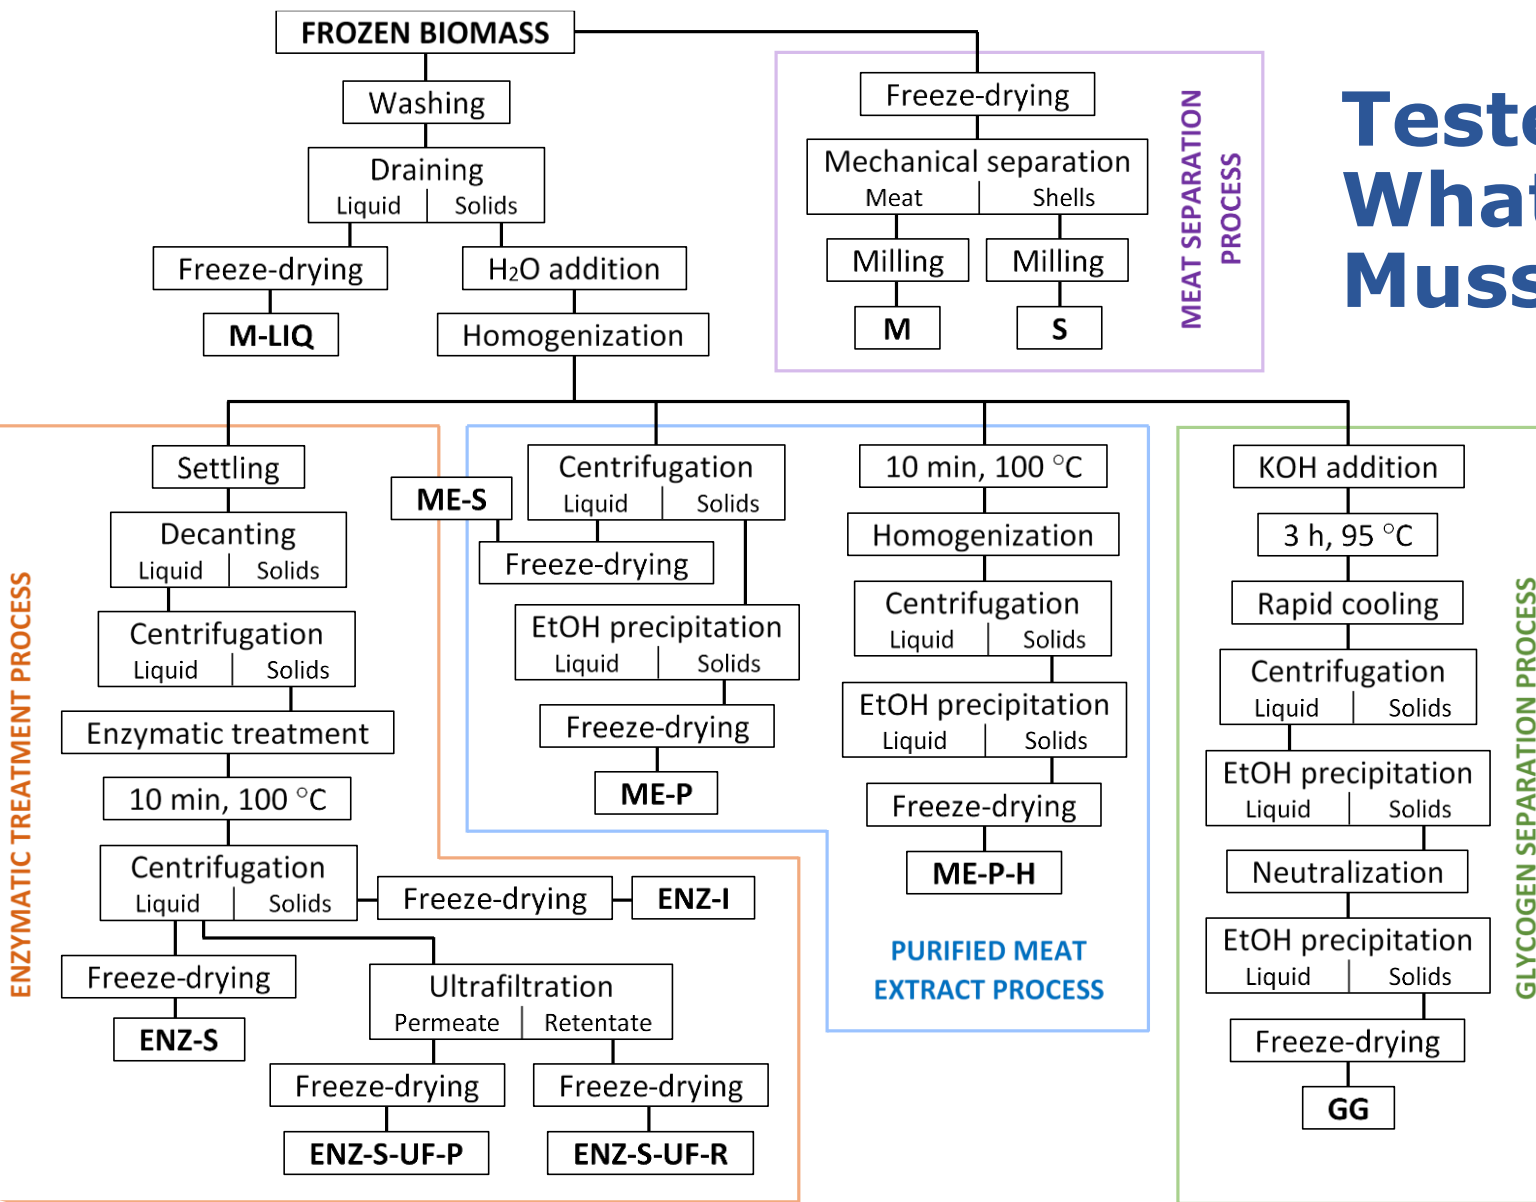 FROZEN BIOMASS
Washing
Draining
Liquid
Solids
Freeze-drying
H₂O addition
M-LIQ
Homogenization
Freeze-drying
Mechanical separation
Meat
Shells
Milling
Milling
M
S
MEAT SEPARATION
PROCESS
Settling
Decanting
Liquid
Solids
Centrifugation
Liquid
Solids
Enzymatic treatment
10 min, 100 °C
Centrifugation
Liquid
Solids
Freeze-drying
ENZ-I
Freeze-drying
ENZ-S
Ultrafiltration
Permeate
Retentate
Freeze-drying
Freeze-drying
ENZ-S-UF-P
ENZ-S-UF-R
ENZYMATIC TREATMENT PROCESS
Centrifugation
Liquid
Solids
ME-S
Freeze-drying
EtOH precipitation
Liquid
Solids
Freeze-drying
ME-P
10 min, 100 °C
Homogenization
Centrifugation
Liquid
Solids
EtOH precipitation
Liquid
Solids
Freeze-drying
ME-P-H
PURIFIED MEAT
EXTRACT PROCESS
KOH addition
3 h, 95 °C
Rapid cooling
Centrifugation
Liquid
Solids
EtOH precipitation
Liquid
Solids
Neutralization
EtOH precipitation
Liquid
Solids
Freeze-drying
GG
GLYCOGEN SEPARATION PROCESS